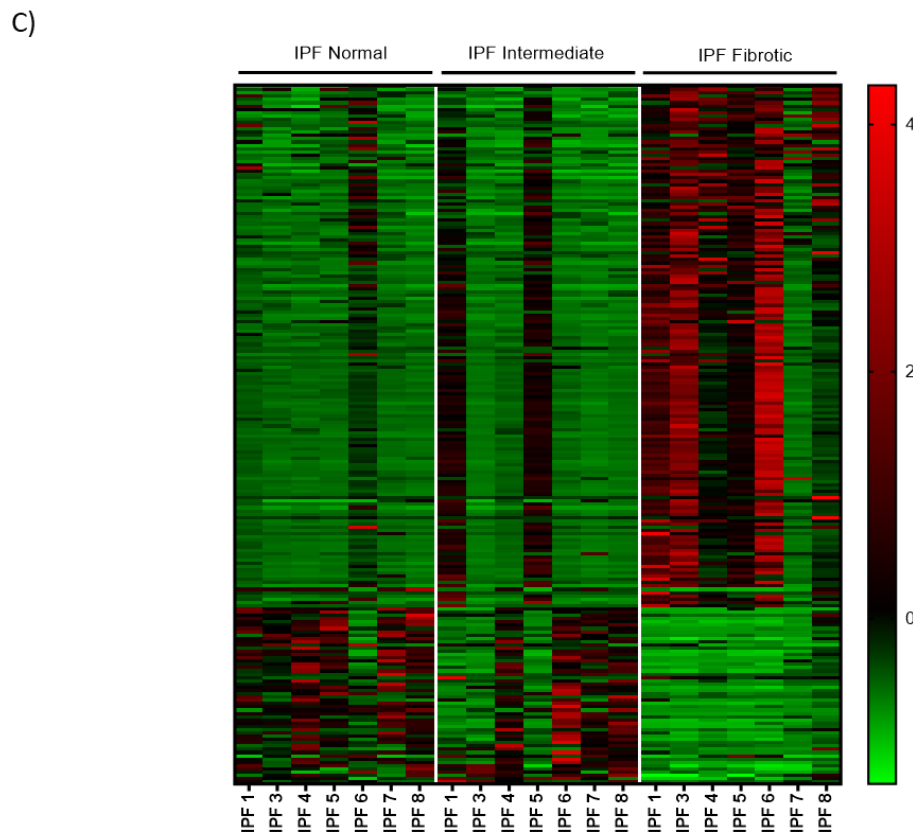 C)
IPF Normal IPF Intermediate IPF Fibrotic
4
2
0
IPF 1 IPF 3 IPF 4 IPF 5 IPF 6 IPF 7 IPF 8 IPF 1 IPF 3 IPF 4 IPF 5 IPF 6 IPF 7 IPF 8 IPF 1 IPF 3 IPF 4 IPF 5 IPF 6 IPF 7 IPF 8